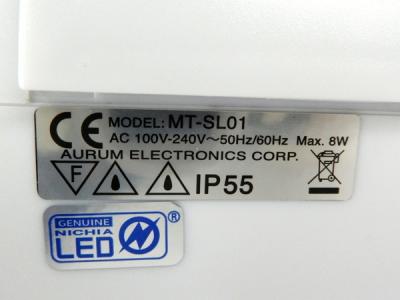 CE MODEL: MT-SL01
AC 100V-240V～50Hz/60Hz Max. 8W
AURUM ELECTRONICS CORP.
F IP55
GENUINE
NICHIA
LED ®